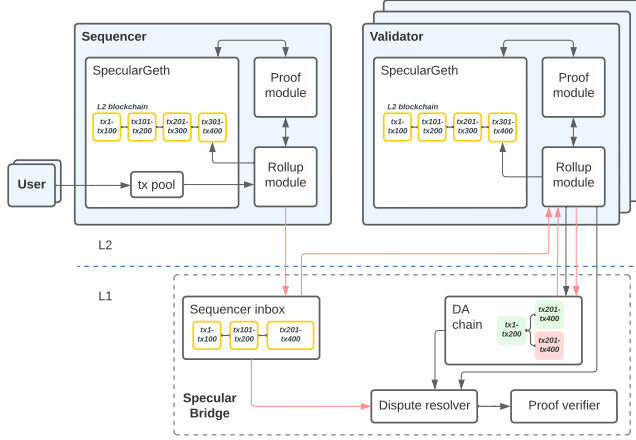 Sequencer
SpecularGeth
L2 blockchain
tx1-
tx100
tx101-
tx200
tx201-
tx300
tx301-
tx400
Proof
module
Rollup
module
tx pool
User
Validator
SpecularGeth
L2 blockchain
tx1-
tx100
tx101-
tx200
tx201-
tx300
tx301-
tx400
Proof
module
Rollup
module
L2
L1
Sequencer inbox
tx1-
tx100
tx101-
tx200
tx201-
tx400
DA
chain
tx1-
tx200
tx201-
tx400
tx201-
tx400
Specular
Bridge
Dispute resolver
Proof verifier